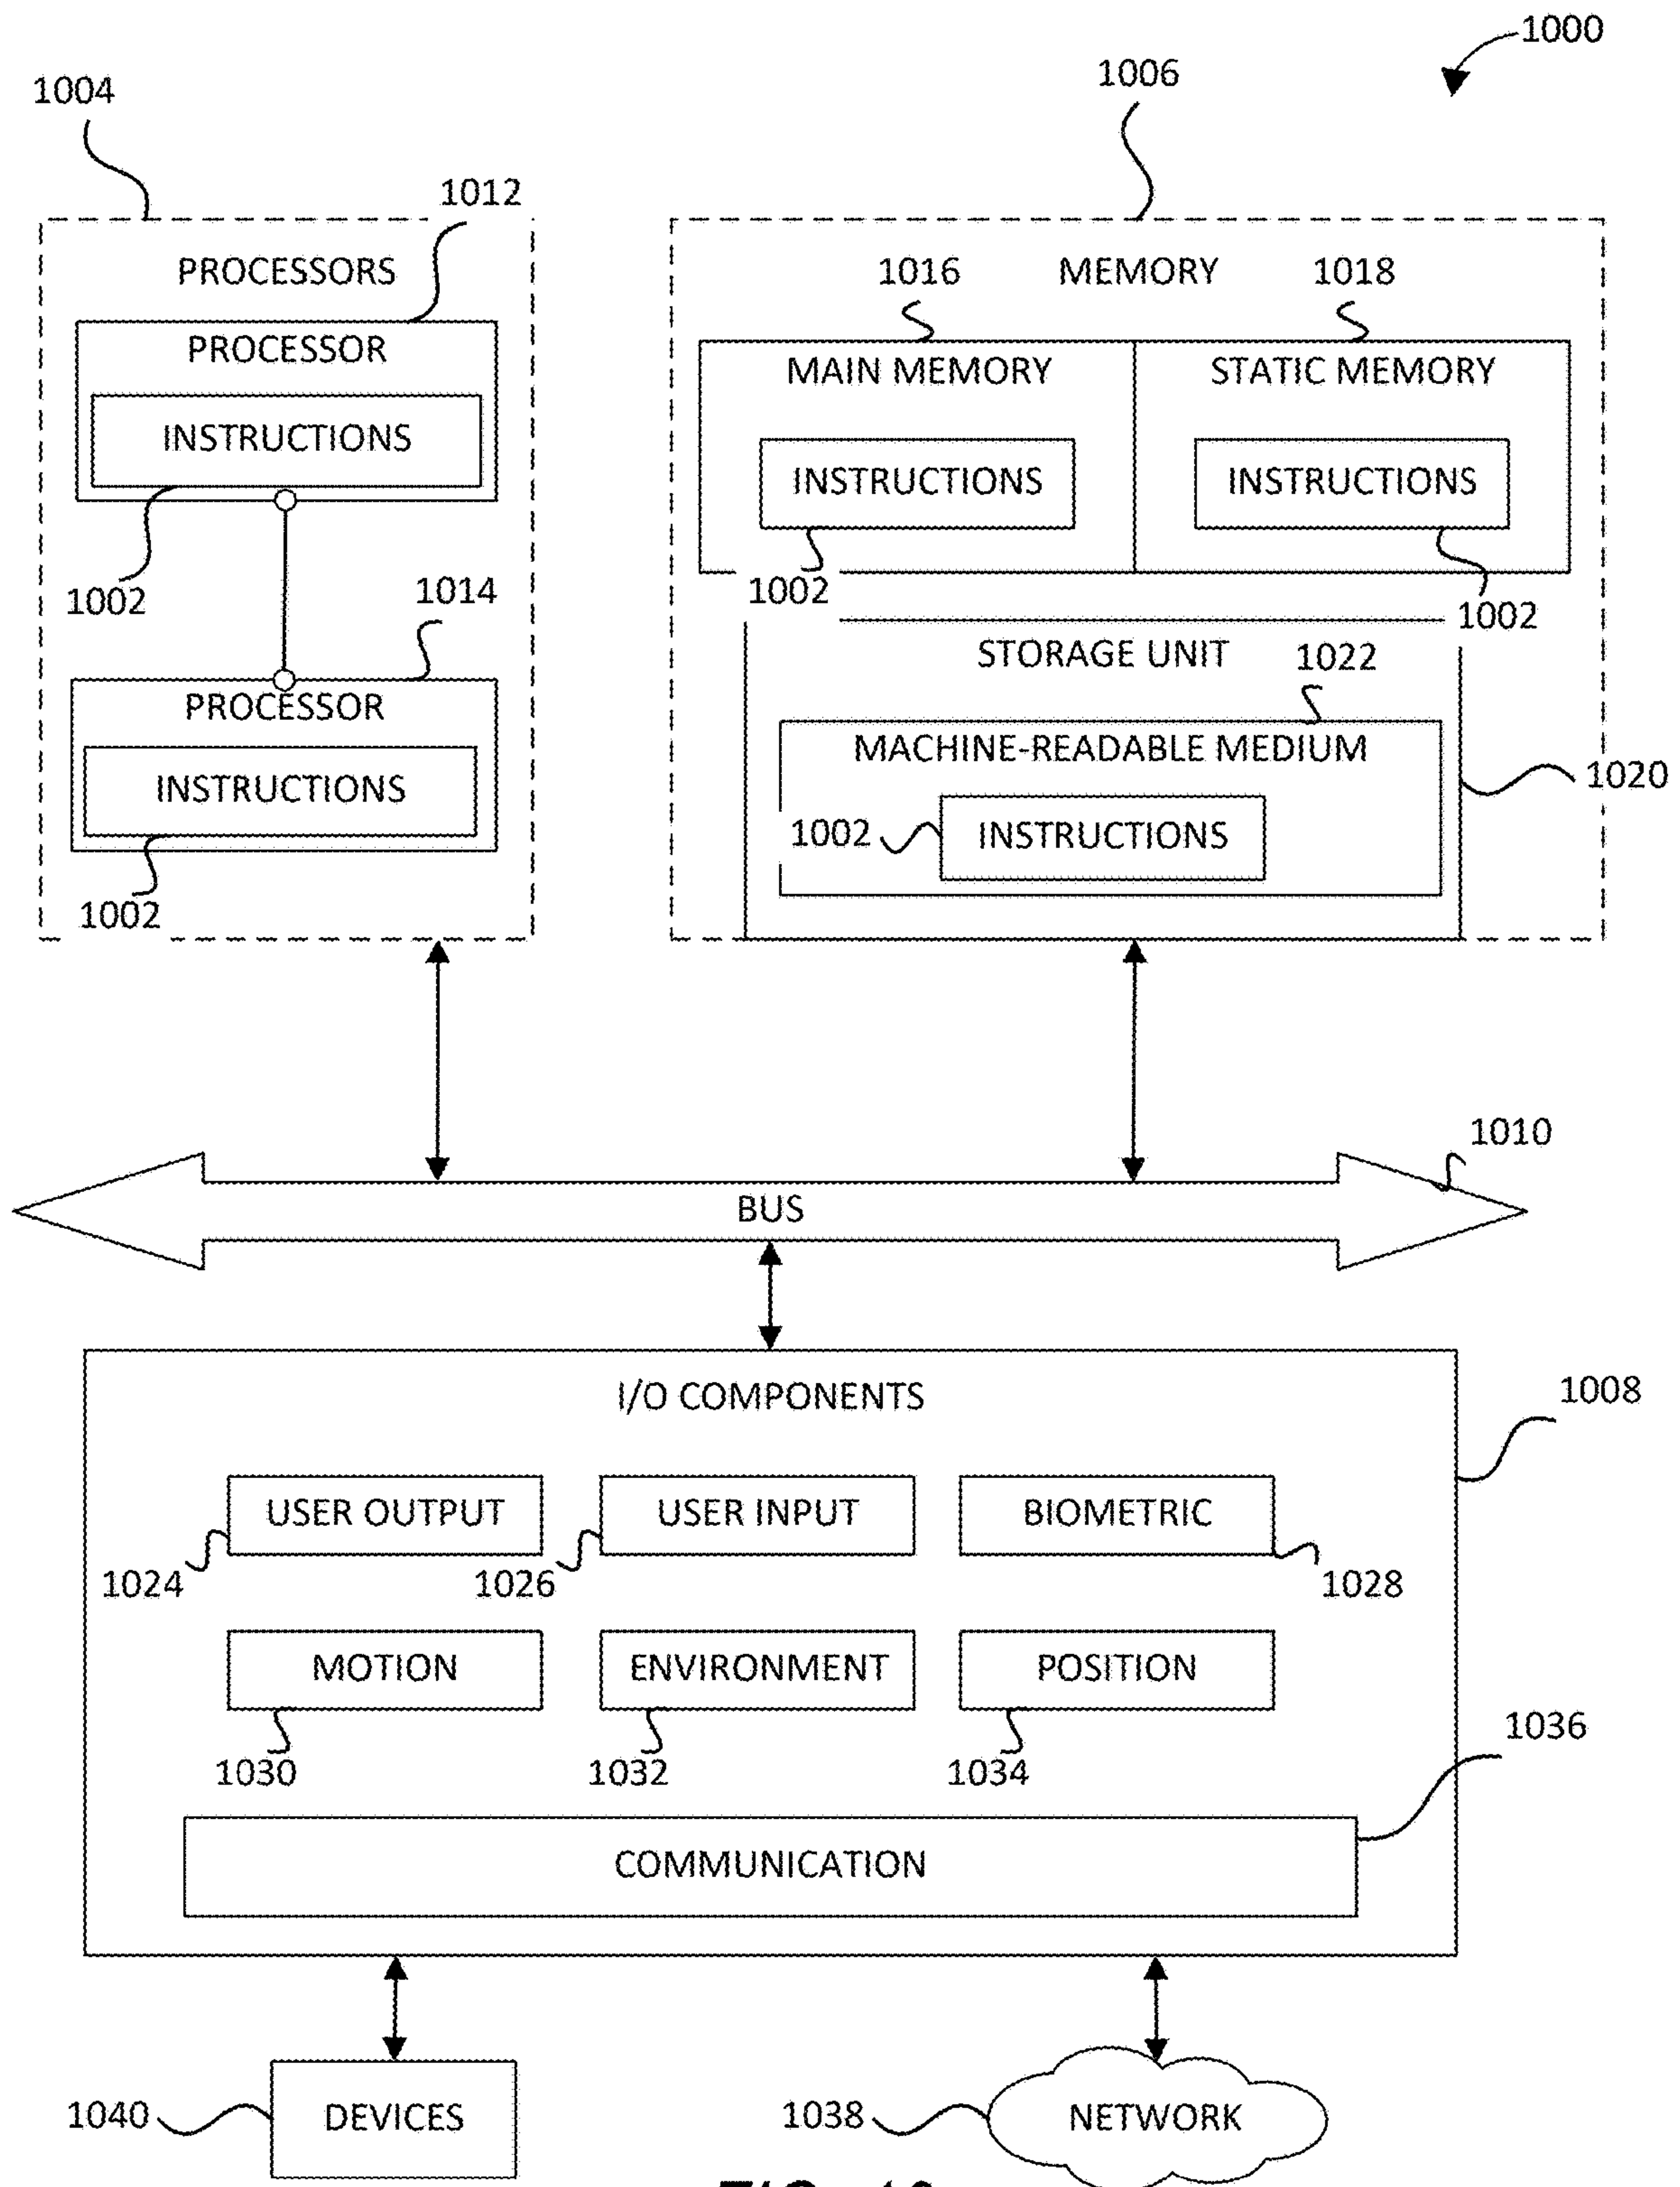 1000
1004
1006
1012
PROCESSORS
1016
MEMORY
1018
PROCESSOR
INSTRUCTIONS
MAIN MEMORY
STATIC MEMORY
INSTRUCTIONS
INSTRUCTIONS
1002
1014
1002
1002
STORAGE UNIT
1022
PROCESSOR
INSTRUCTIONS
MACHINE-READABLE MEDIUM
1020
1002
INSTRUCTIONS
1002
1010
BUS
I/O COMPONENTS
1008
USER OUTPUT
USER INPUT
BIOMETRIC
1024
1026
1028
MOTION
ENVIRONMENT
POSITION
1030
1032
1034
1036
COMMUNICATION
1040
DEVICES
1038
NETWORK